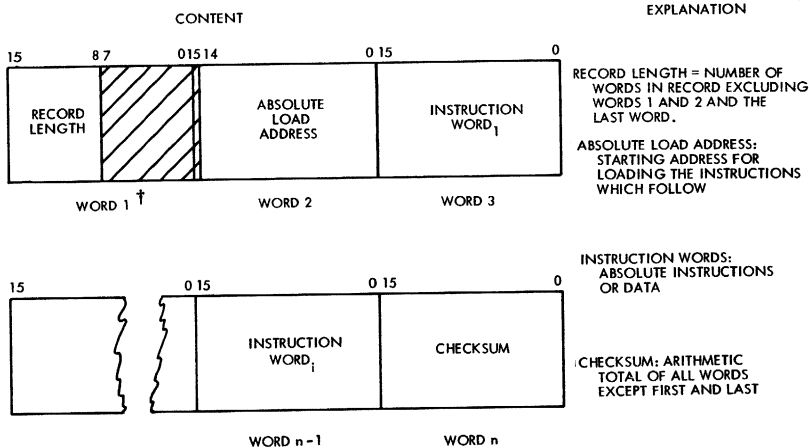 CONTENT
EXPLANATION
15 8 7 0 15 14 0 15 0
RECORD LENGTH
ABSOLUTE LOAD ADDRESS
INSTRUCTION WORD1
WORD 1 †
WORD 2
WORD 3
RECORD LENGTH = NUMBER OF
WORDS IN RECORD EXCLUDING
WORDS 1 AND 2 AND THE
LAST WORD.
ABSOLUTE LOAD ADDRESS:
STARTING ADDRESS FOR
LOADING THE INSTRUCTIONS
WHICH FOLLOW
15 0 15 0 15 0
INSTRUCTION WORDi
CHECKSUM
WORD n-1
WORD n
INSTRUCTION WORDS:
ABSOLUTE INSTRUCTIONS
OR DATA
CHECKSUM: ARITHMETIC
TOTAL OF ALL WORDS
EXCEPT FIRST AND LAST